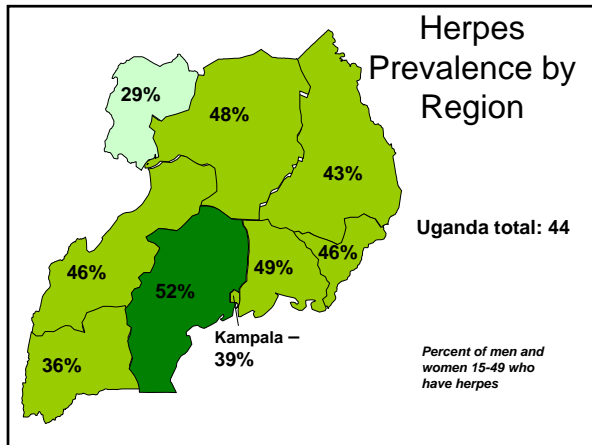 Herpes
Prevalence by
Region
29%
48%
43%
Uganda total: 44
46%
52%
49%
46%
Kampala –
39%
36%
Percent of men and
women 15-49 who
have herpes